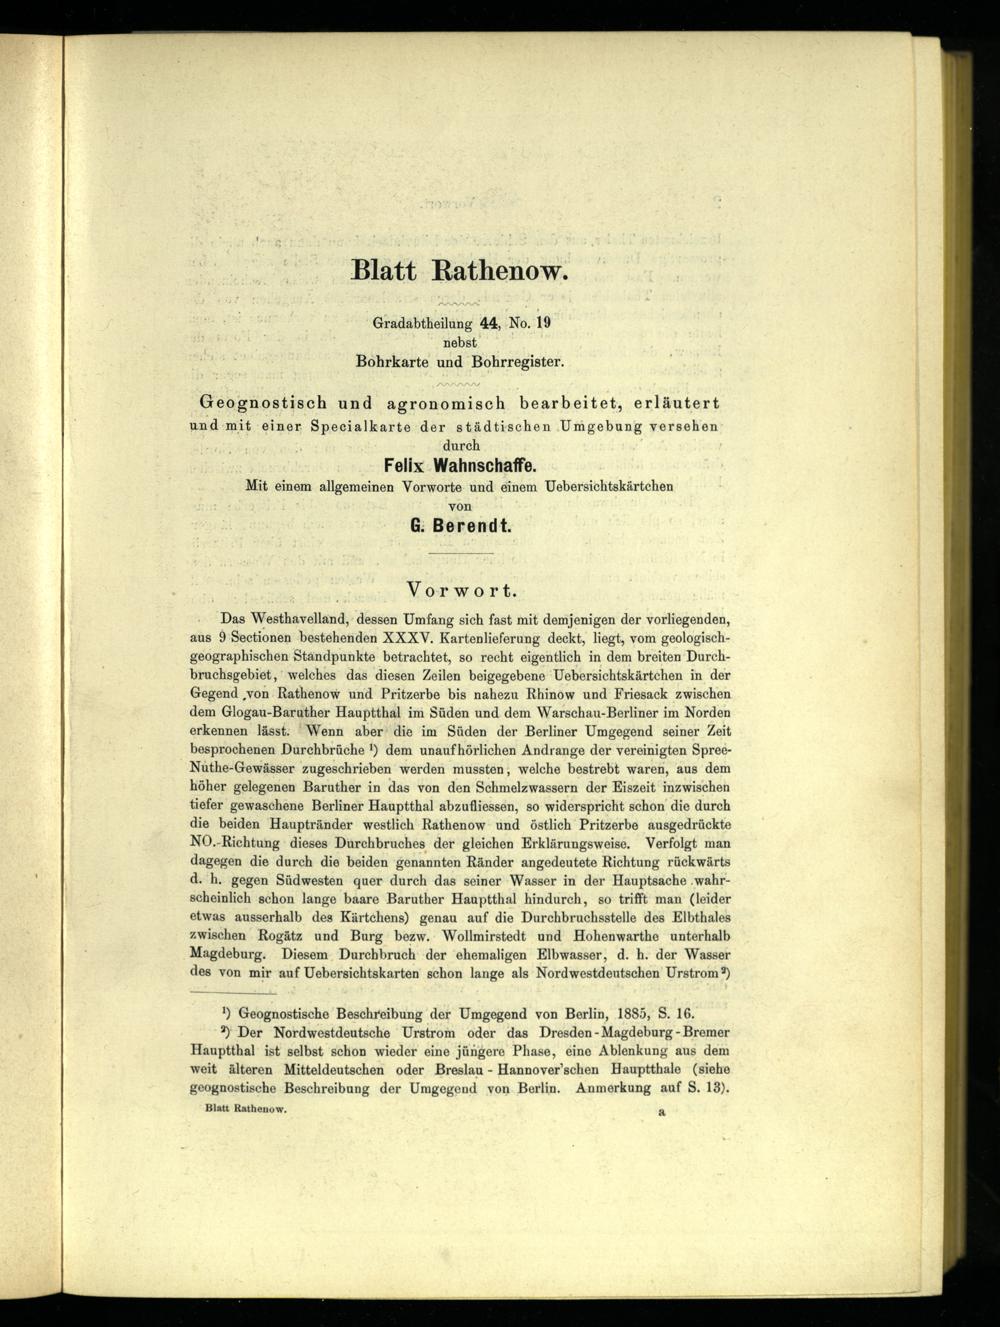 Blatt Rathenow.
Gradabtheilung 44, No. 19
nebst
Bohrkarte und Bohrregister.
Geognostisch und agronomisch bearbeitet, erläutert
und mit einer Specialkarte der städtischen Umgebung versehen
durch
Felix Wahnschaffe.
Mit einem allgemeinen Vorworte und einem Uebersichtskärtchen
von
G. Berendt.
Vorwort.
Das Westhavelland, dessen Umfang sich fast mit demjenigen der vorliegenden,
aus 9 Sectionen bestehenden XXXV. Kartenlieferung deckt, liegt, vom geologisch-
geographischen Standpunkte betrachtet, so recht eigentlich in dem breiten Durch-
bruchsgebiet, welches das diesen Zeilen beigegebene Uebersichtskärtchen in der
Gegend von Rathenow und Pritzerbe bis nahezu Rhinow und Friesack zwischen
dem Glogau-Baruther Hauptthal im Süden und dem Warschau-Berliner im Norden
erkennen lässt. Wenn aber die im Süden der Berliner Umgegend seiner Zeit
besprochenen Durchbrüche ¹) dem unaufhörlichen Andrange der vereinigten Spree-
Nuthe-Gewässer zugeschrieben werden mussten, welche bestrebt waren, aus dem
höher gelegenen Baruther in das von den Schmelzwassern der Eiszeit inzwischen
tiefer gewaschene Berliner Hauptthal abzufliessen, so widerspricht schon die durch
die beiden Hauptränder westlich Rathenow und östlich Pritzerbe ausgedrückte
NO.-Richtung dieses Durchbruches der gleichen Erklärungsweise. Verfolgt man
dagegen die durch die beiden genannten Ränder angedeutete Richtung rückwärts
d. h. gegen Südwesten quer durch das seiner Wasser in der Hauptsache wahr-
scheinlich schon lange baare Baruther Hauptthal hindurch, so trifft man (leider
etwas ausserhalb des Kärtchens) genau auf die Durchbruchsstelle des Elbthales
zwischen Rogätz und Burg bezw. Wollmirstedt und Hohenwarthe unterhalb
Magdeburg. Diesem Durchbruch der ehemaligen Elbwasser, d. h. der Wasser
des von mir auf Uebersichtskarten schon lange als Nordwestdeutschen Urstrom ²)
¹) Geognostische Beschreibung der Umgegend von Berlin, 1885, S. 16.
²) Der Nordwestdeutsche Urstrom oder das Dresden-Magdeburg-Bremer
Hauptthal ist selbst schon wieder eine jüngere Phase, eine Ablenkung aus dem
weit älteren Mitteldeutschen oder Breslau-Hannover'schen Hauptthale (siehe
geognostische Beschreibung der Umgegend von Berlin. Anmerkung auf S. 13).
Blatt Rathenow. a